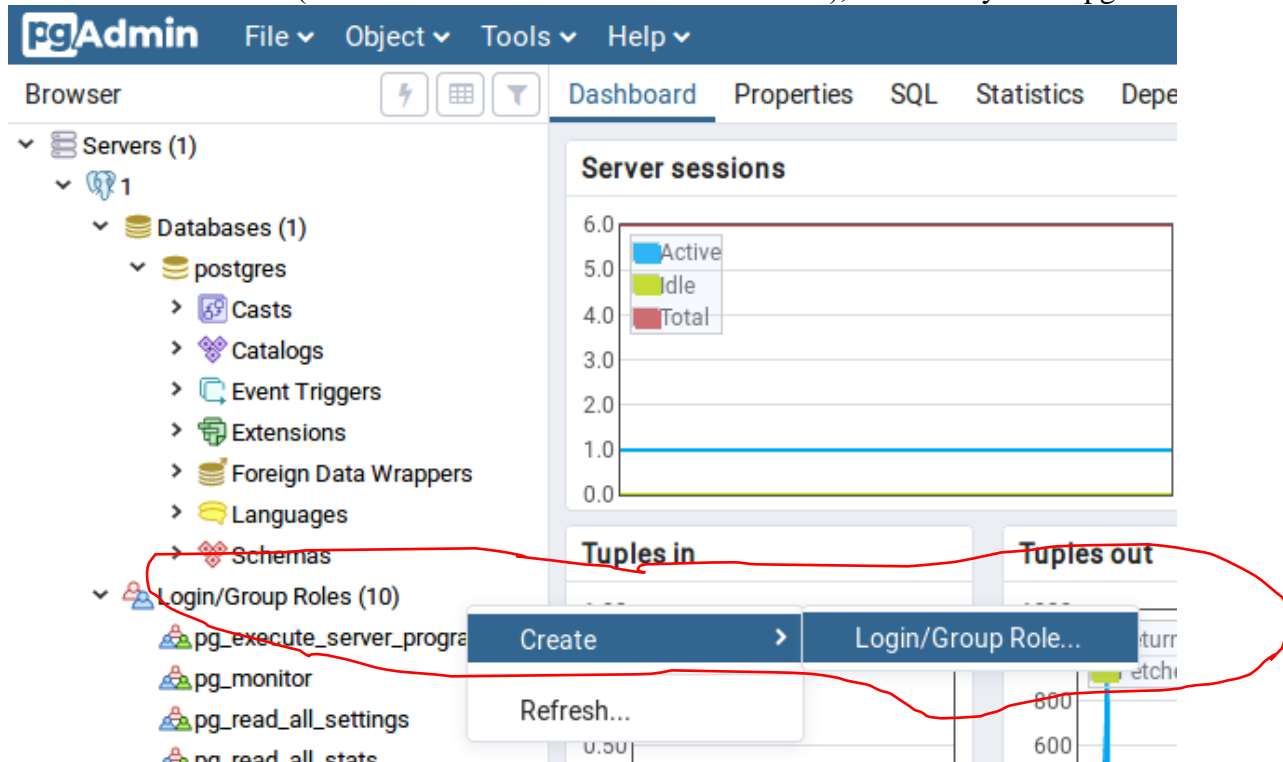 pgAdmin File Object Tools Help
Browser Dashboard Properties SQL Statistics Depe
Servers (1)
1
Databases (1)
postgres
Casts
Catalogs
Event Triggers
Extensions
Foreign Data Wrappers
Languages
Schemas
Login/Group Roles (10)
pg_execute_server_progra
pg_monitor
pg_read_all_settings
pg_read_all_stats
Create
Login/Group Role...
Refresh...
Server sessions
6.0
5.0
4.0
3.0
2.0
1.0
0.0
Active
Idle
Total
Tuples in
0.50
Tuples out
800
600